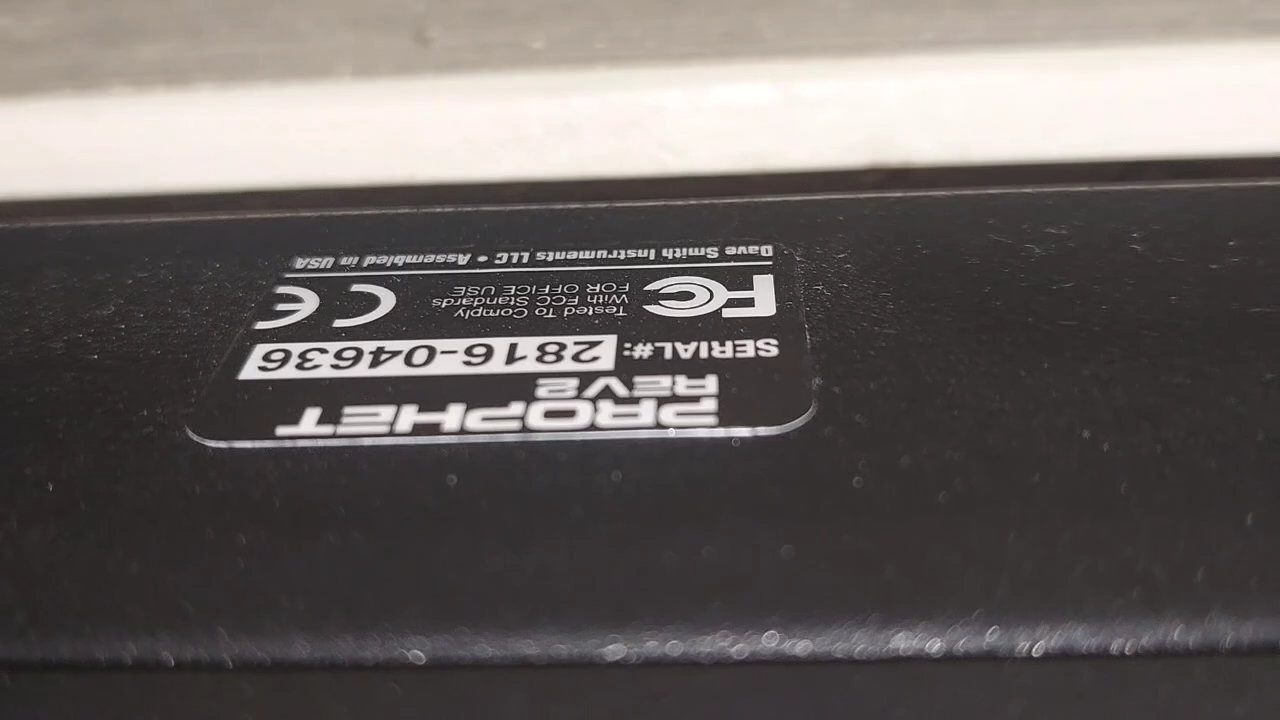 PROPHET
REV2
SERIAL#: 2816-04636
FC Tested To Comply
With FCC Standards
FOR OFFICE USE
CE
Dave Smith Instruments LLC • Assembled in USA